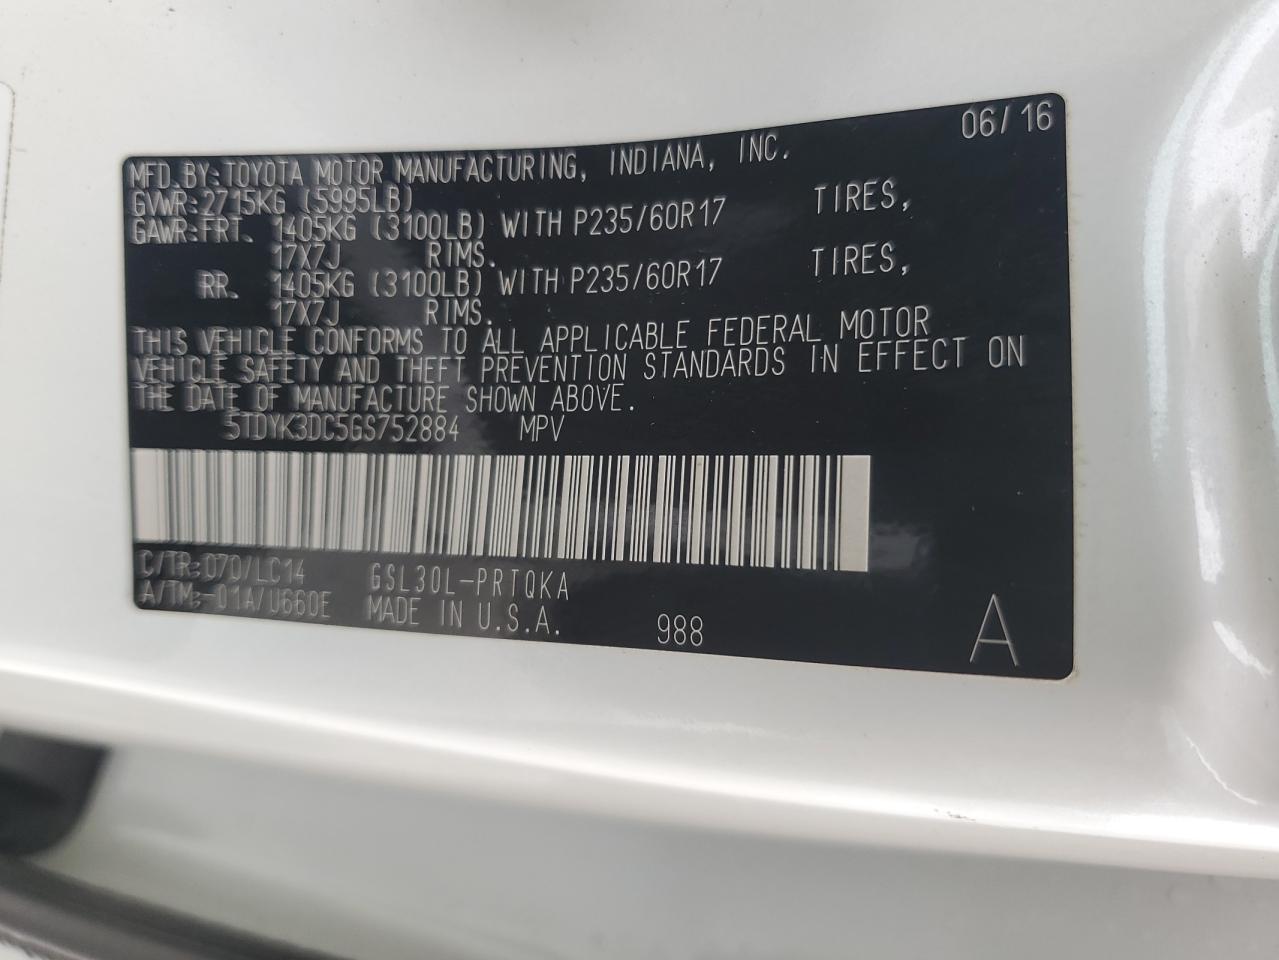 06/16
MFD.BY:TOYOTA MOTOR MANUFACTURING, INDIANA, INC.
GVWR:2715KG (5995LB)
GAWR:FRT. 1405KG (3100LB) WITH P235/60R17 TIRES,
17X7J RIMS.
RR. 1405KG (3100LB) WITH P235/60R17 TIRES,
17X7J RIMS.
THIS VEHICLE CONFORMS TO ALL APPLICABLE FEDERAL MOTOR
VEHICLE SAFETY AND THEFT PREVENTION STANDARDS IN EFFECT ON
THE DATE OF MANUFACTURE SHOWN ABOVE.
5TDYK3DC5GS752884 MPV
C/TR:070/LC14 GSL30L-PRTQKA
A/TM:-01A/U660E MADE IN U.S.A. 988 A